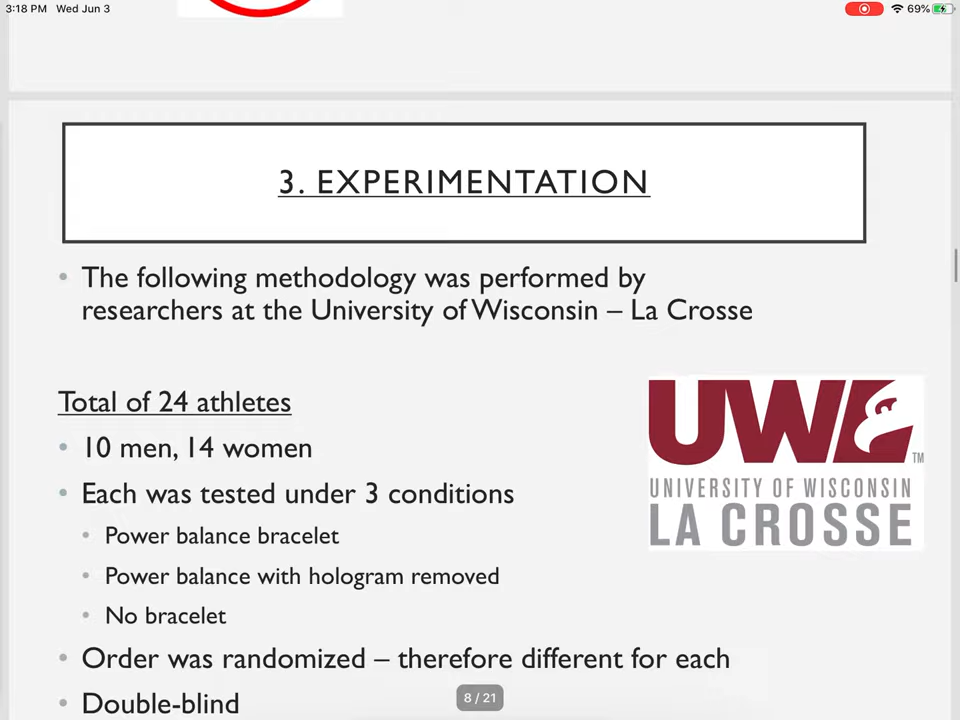 3:18 PM Wed Jun 3
69%
3. EXPERIMENTATION
• The following methodology was performed by
researchers at the University of Wisconsin – La Crosse
Total of 24 athletes
• 10 men, 14 women
• Each was tested under 3 conditions
• Power balance bracelet
• Power balance with hologram removed
• No bracelet
• Order was randomized – therefore different for each
• Double-blind
UWL
TM
UNIVERSITY OF WISCONSIN
LA CROSSE
8 / 21